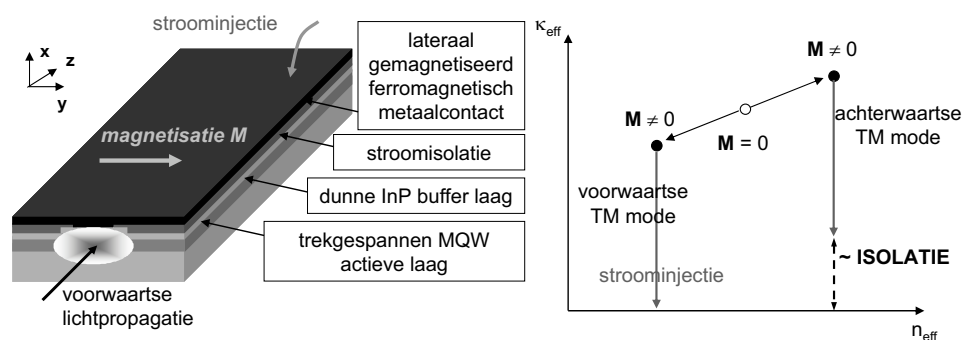 stroominjectie
x
z
y
magnetisatie M
lateraal
gemagnetiseerd
ferromagnetisch
metaalcontact
stroomisolatie
dunne InP buffer laag
trekgespannen MQW
actieve laag
voorwaartse
lichtpropagatie
κeff
M ≠ 0
M ≠ 0
M = 0
achterwaartse
TM mode
voorwaartse
TM mode
~ ISOLATIE
stroominjectie
neff